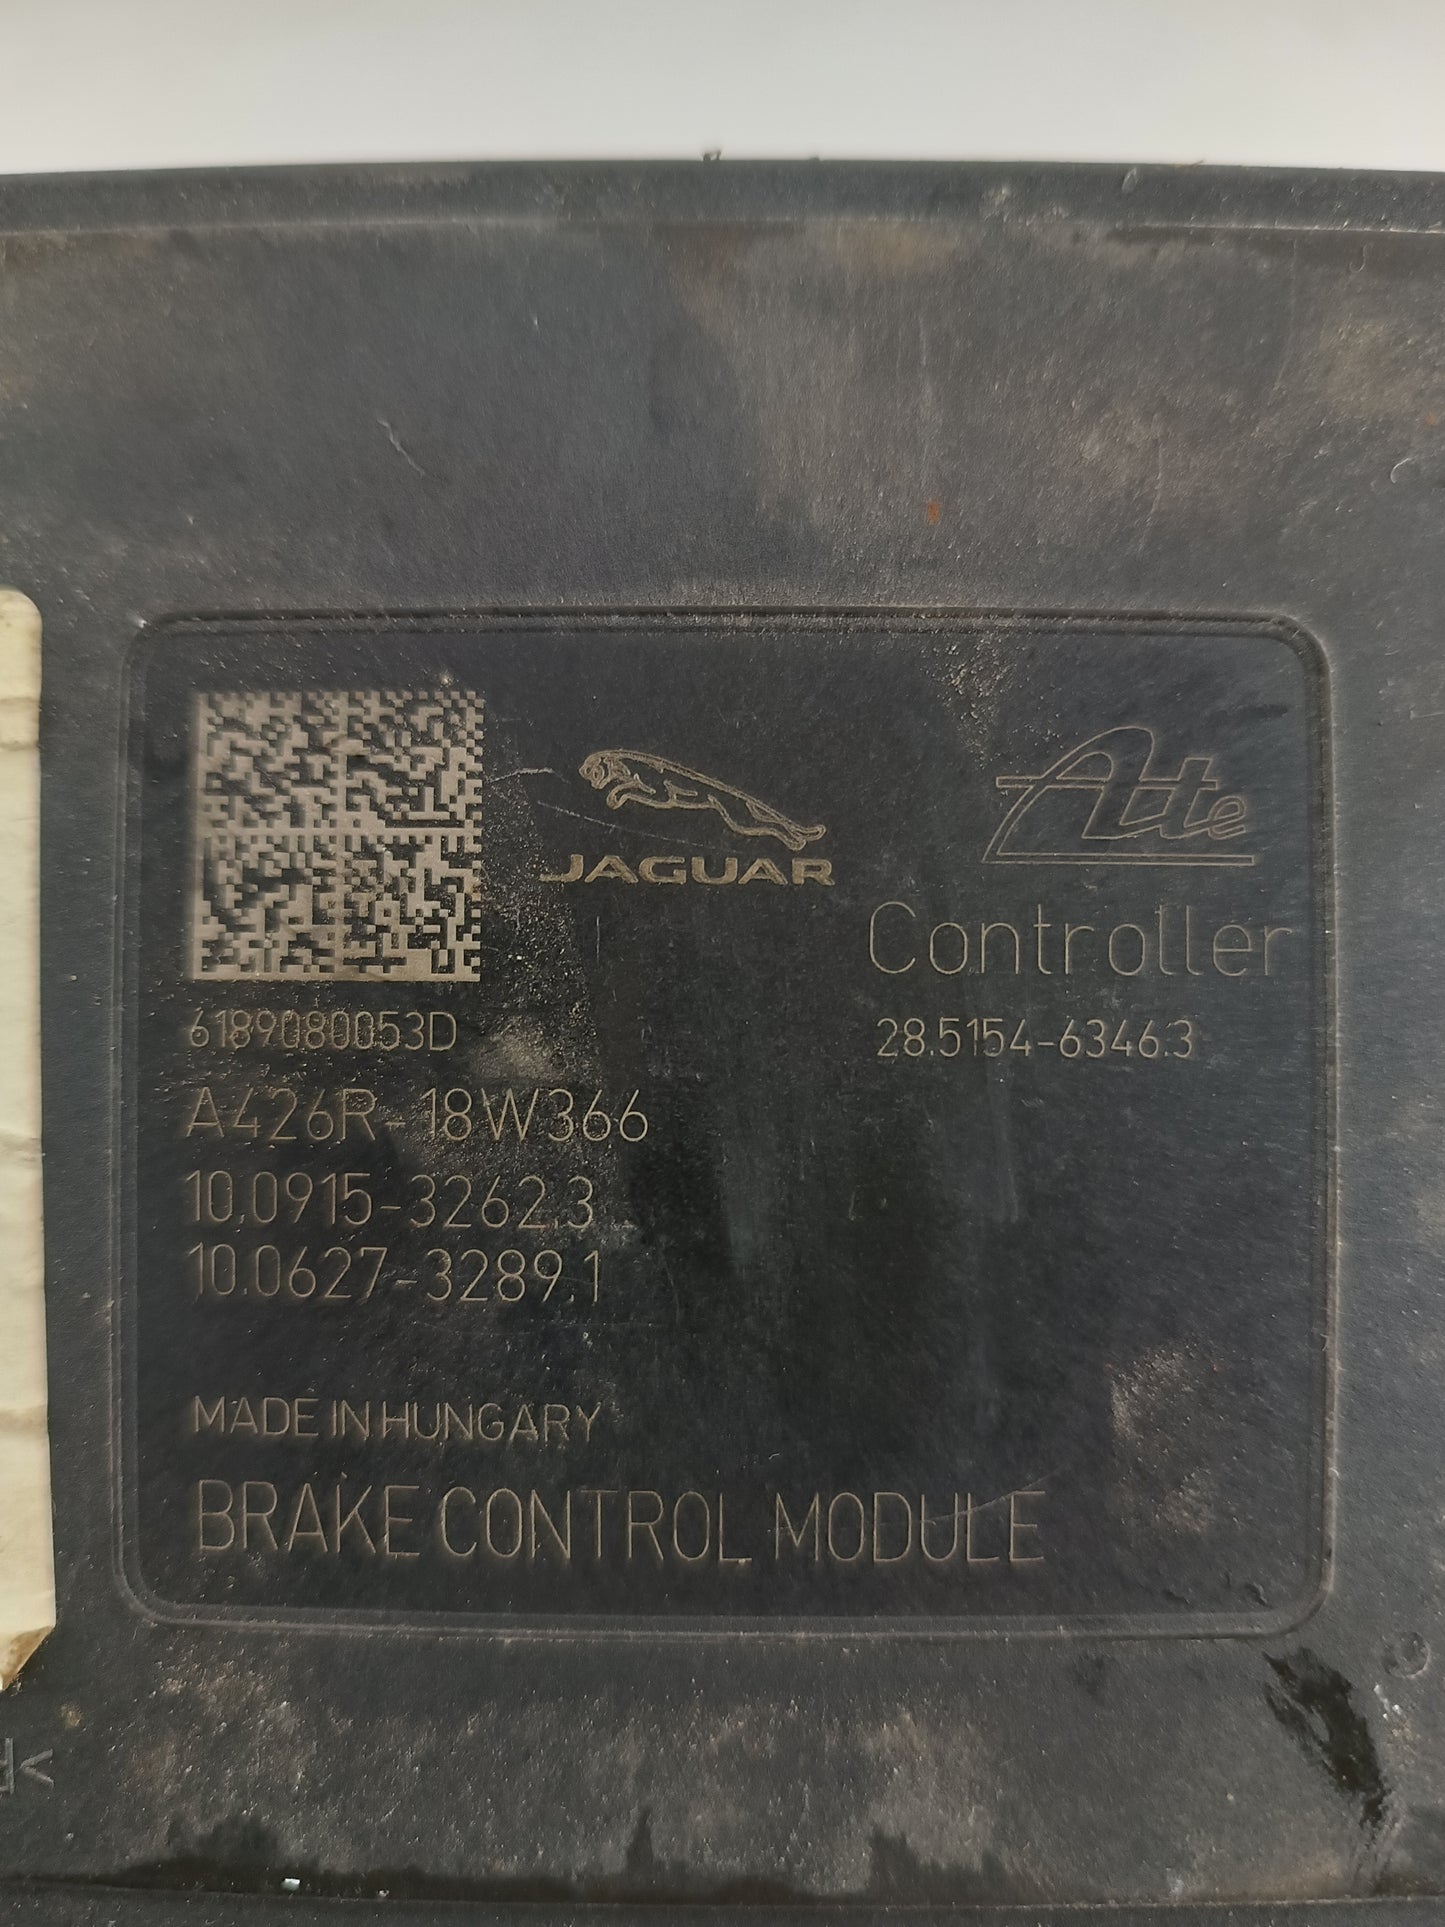 JAGUAR
Ate
Controller
6189080053D
28.5154-6346.3
A426R-18W366
10.0915-3262.3
10.0627-3289.1
MADE IN HUNGARY
BRAKE CONTROL MODULE